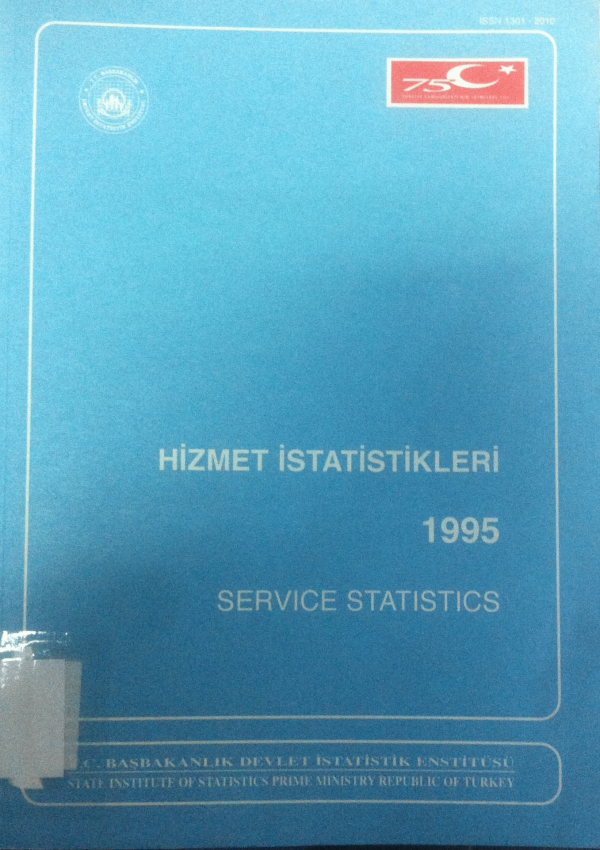 ISSN 1301 - 2010
75
HİZMET İSTATİSTİKLERİ
1995
SERVICE STATISTICS
.C. BAŞBAKANLIK DEVLET İSTATİSTİK ENSTİTÜSÜ
STATE INSTITUTE OF STATISTICS PRIME MINISTRY REPUBLIC OF TURKEY